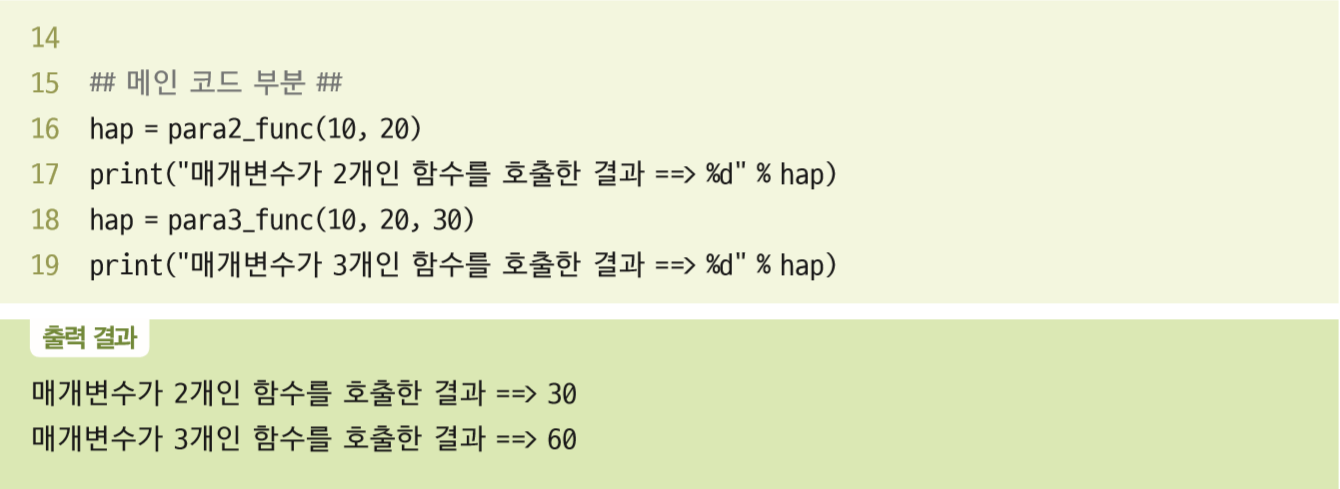 14
15 ## 메인 코드 부분 ##
16 hap = para2_func(10, 20)
17 print("매개변수가 2개인 함수를 호출한 결과 ==> %d" % hap)
18 hap = para3_func(10, 20, 30)
19 print("매개변수가 3개인 함수를 호출한 결과 ==> %d" % hap)
출력 결과
매개변수가 2개인 함수를 호출한 결과 ==> 30
매개변수가 3개인 함수를 호출한 결과 ==> 60